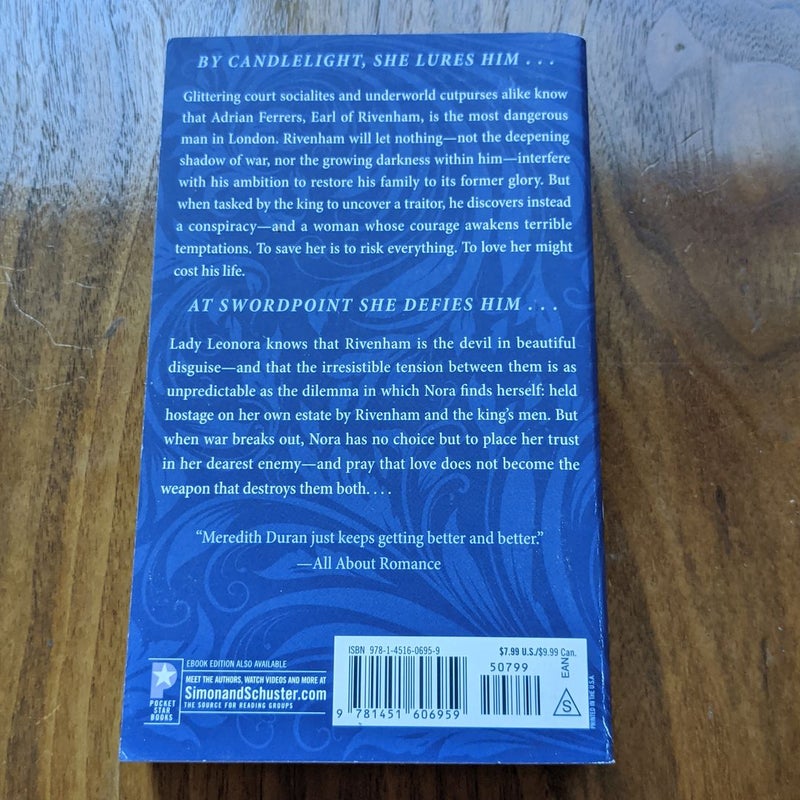 BY CANDLELIGHT, SHE LURES HIM . . .
Glittering court socialites and underworld cutpurses alike know
that Adrian Ferrers, Earl of Rivenham, is the most dangerous
man in London. Rivenham will let nothing—not the deepening
shadow of war, nor the growing darkness within him—interfere
with his ambition to restore his family to its former glory. But
when tasked by the king to uncover a traitor, he discovers instead
a conspiracy—and a woman whose courage awakens terrible
temptations. To save her is to risk everything. To love her might
cost his life.
AT SWORDPOINT SHE DEFIES HIM . . .
Lady Leonora knows that Rivenham is the devil in beautiful
disguise—and that the irresistible tension between them is as
unpredictable as the dilemma in which Nora finds herself: held
hostage on her own estate by Rivenham and the king's men. But
when war breaks out, Nora has no choice but to place her trust
in her dearest enemy—and pray that love does not become the
weapon that destroys them both. . . .
“Meredith Duran just keeps getting better and better.”
—All About Romance
POCKET
STAR
BOOKS
EBOOK EDITION ALSO AVAILABLE
MEET THE AUTHORS, WATCH VIDEOS AND MORE AT
SimonandSchuster.com
THE SOURCE FOR READING GROUPS
ISBN 978-1-4516-0695-9
$7.99 U.S./$9.99 Can.
50799
9 781451 606959
EAN
S
PRINTED IN THE U.S.A